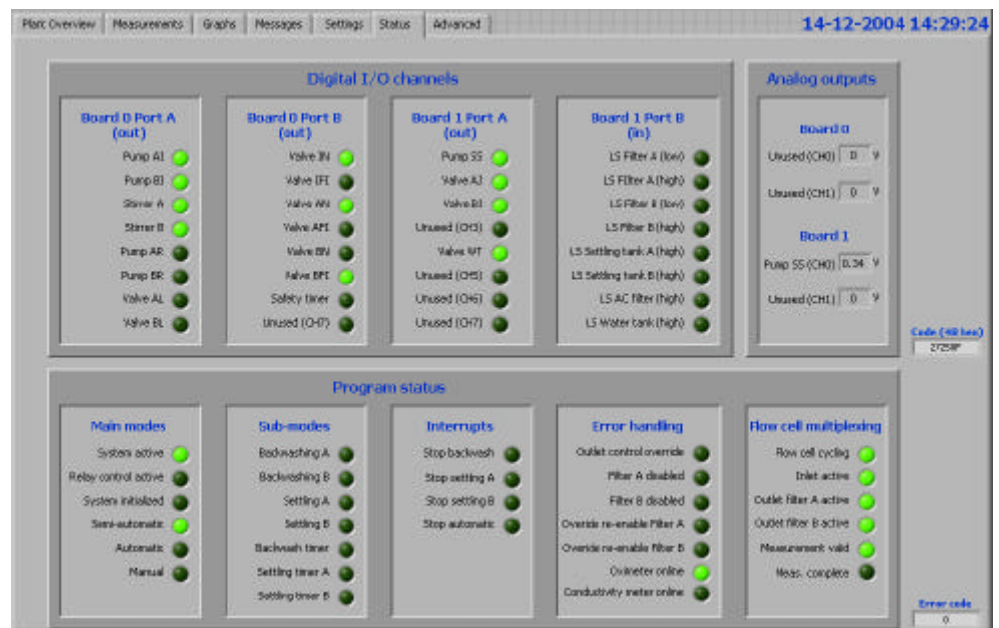 Plant Overview Measurements Graphs Messages Settings Status Advanced
14-12-2004 14:29:24
Digital I/O channels
Board 0 Port A
(out)
Pump AI
Pump BI
Stirrer A
Stirrer B
Pump AR
Pump BR
Valve AL
Valve BL
Board 0 Port B
(out)
Valve IN
Valve IFI
Valve AN
Valve AFI
Valve BN
Valve BFI
Safety timer
Unused (CH7)
Board 1 Port A
(out)
Pump SS
Valve AI
Valve BI
Unused (CH3)
Valve WT
Unused (CH5)
Unused (CH6)
Unused (CH7)
Board 1 Port B
(in)
LS Filter A (low)
LS Filter A (high)
LS Filter B (low)
LS Filter B (high)
LS Settling tank A (high)
LS Settling tank B (high)
LS AC filter (high)
LS Water tank (high)
Analog outputs
Board 0
Unused (CH0) 0 V
Unused (CH1) 0 V
Board 1
Pump SS (CH0) 0.34 V
Unused (CH1) 0 V
Code (48 hex)
Program status
Main modes
System active
Relay control active
System initialized
Semi-automatic
Automatic
Manual
Sub-modes
Backwashing A
Backwashing B
Settling A
Settling B
Backwash timer
Settling timer A
Settling timer B
Interrupts
Stop backwash
Stop settling A
Stop settling B
Stop automatic
Error handling
Outlet control override
Filter A disabled
Filter B disabled
Override re-enable Filter A
Override re-enable Filter B
Oximeter online
Conductivity meter online
Flow cell multiplexing
Flow cell cycling
Inlet active
Outlet filter A active
Outlet filter B active
Measurement valid
Meas. complete
Error code
0